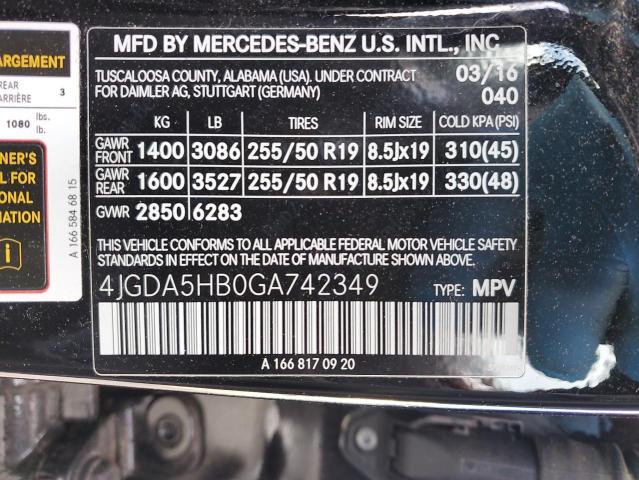 ARGEMENT
REAR
ARRIÈRE 3
1080 lbs.
lb.
NER'S
L FOR
ONAL
MATION
i
A 166 584 68 15
MFD BY MERCEDES-BENZ U.S. INTL., INC
TUSCALOOSA COUNTY, ALABAMA (USA). UNDER CONTRACT 03/16
FOR DAIMLER AG, STUTTGART (GERMANY) 040
KG LB TIRES RIM SIZE COLD KPA (PSI)
GAWR FRONT 1400 3086 255/50 R19 8.5Jx19 310(45)
GAWR REAR 1600 3527 255/50 R19 8.5Jx19 330(48)
GVWR 2850 6283
THIS VEHICLE CONFORMS TO ALL APPLICABLE FEDERAL MOTOR VEHICLE SAFETY
STANDARDS IN EFFECT ON THE DATE OF MANUFACTURE SHOWN ABOVE.
4JGDA5HB0GA742349 TYPE: MPV
A 166 817 09 20